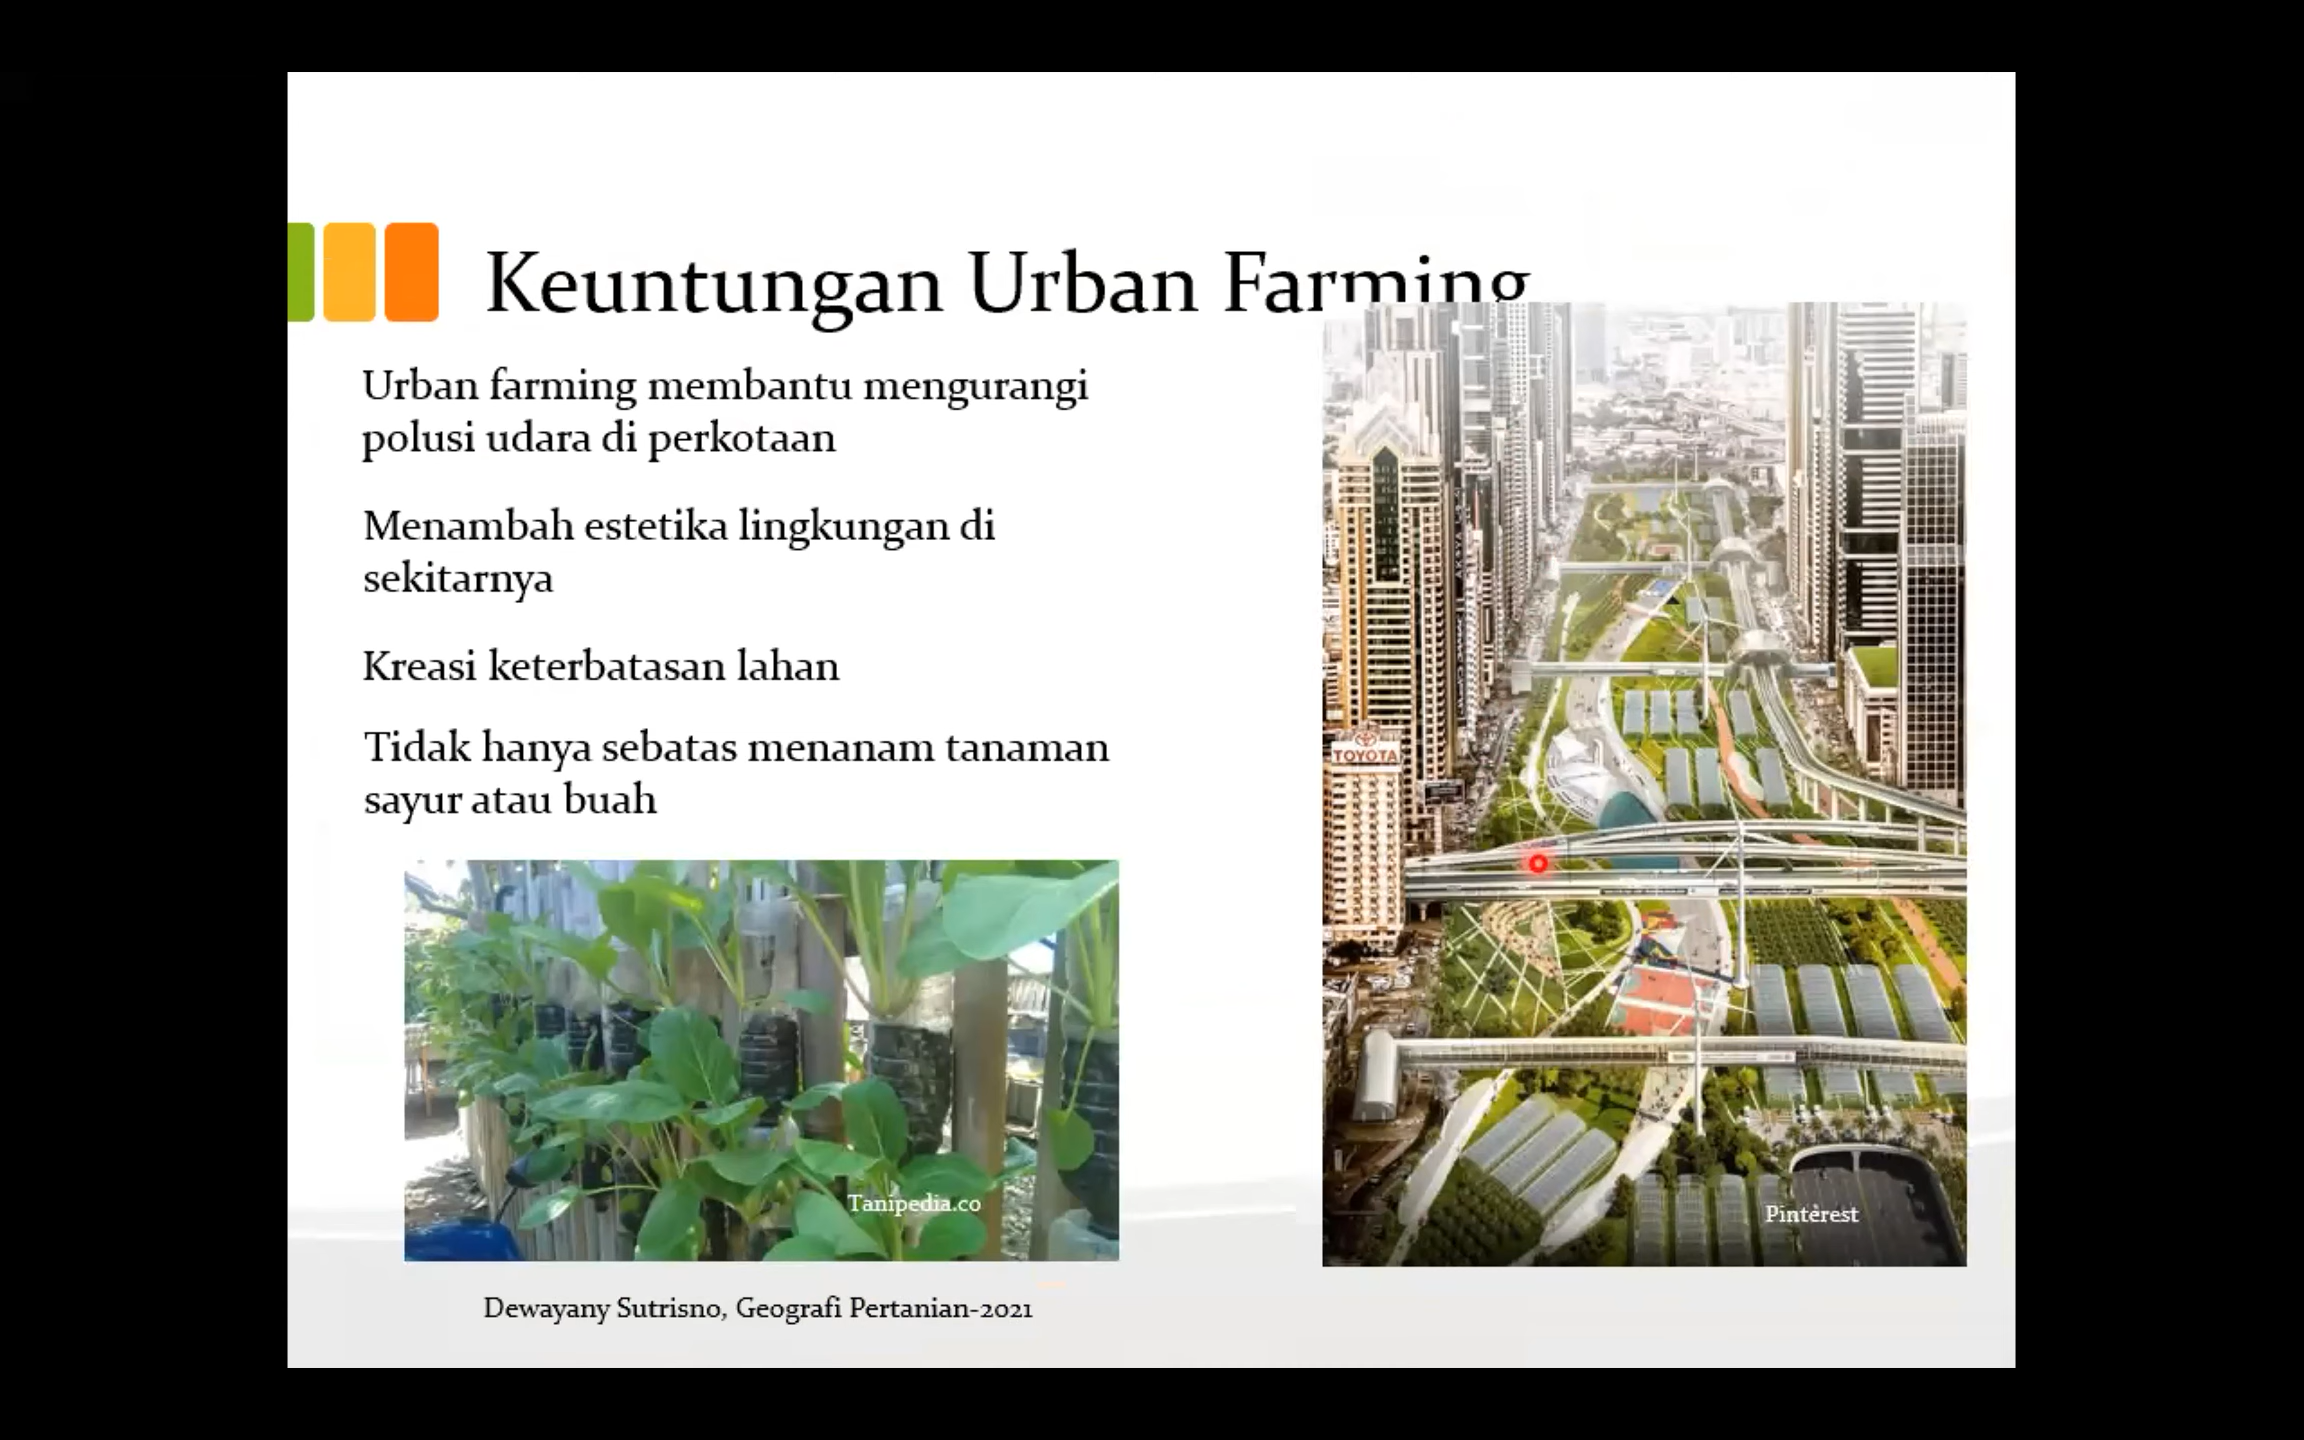 Keuntungan Urban Farming
Urban farming membantu mengurangi
polusi udara di perkotaan
Menambah estetika lingkungan di
sekitarnya
Kreasi keterbatasan lahan
Tidak hanya sebatas menanam tanaman
sayur atau buah
TOYOTA
Tanipedia.co
Pinterest
Dewayany Sutrisno, Geografi Pertanian-2021